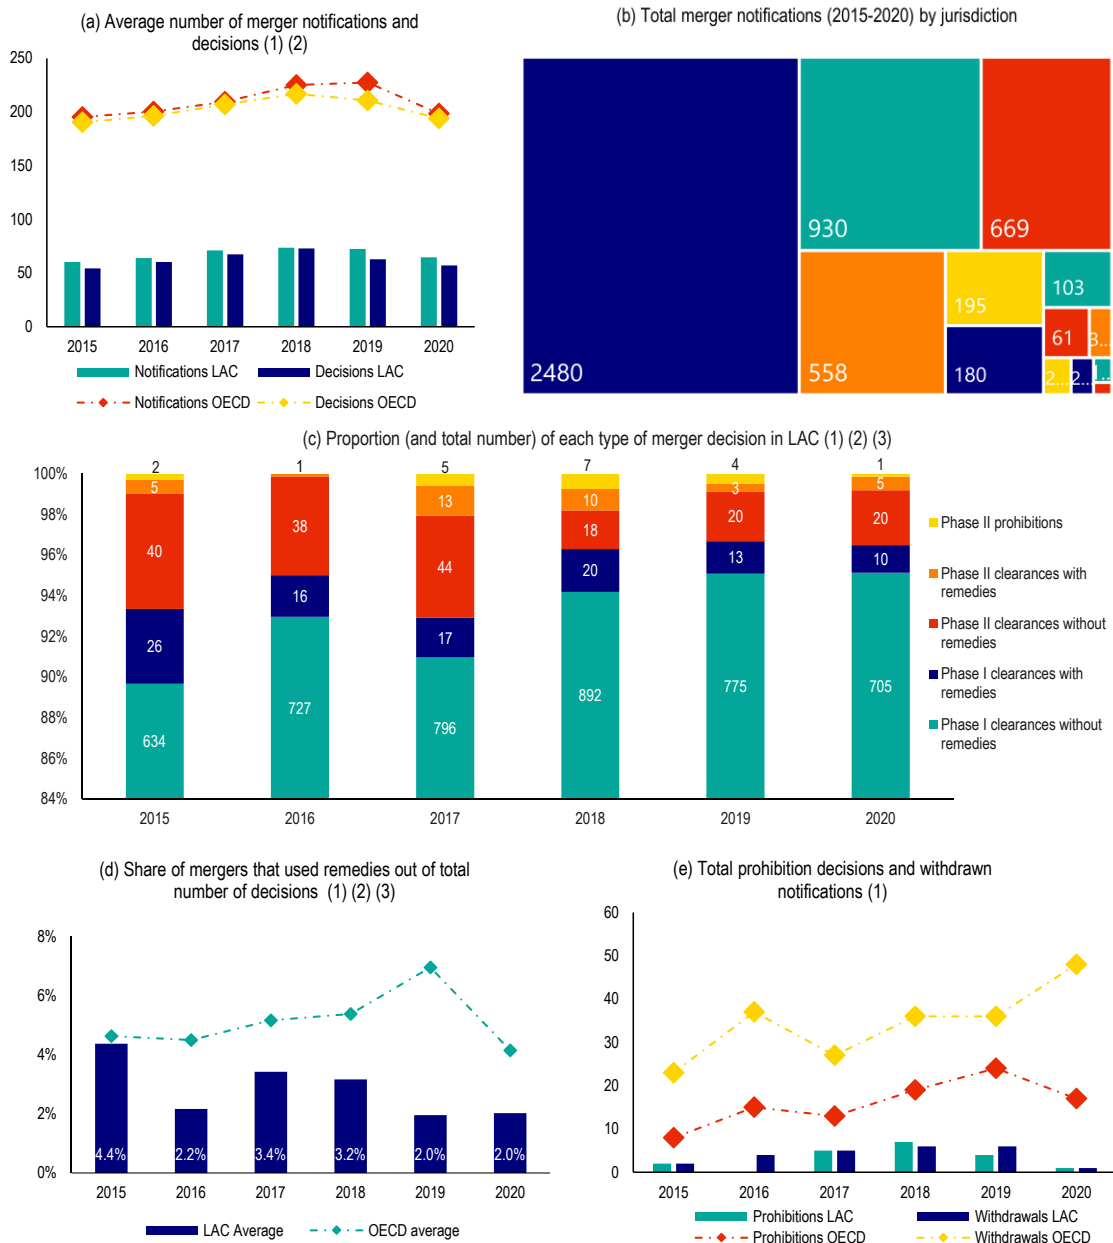 (a) Average number of merger notifications and
decisions (1) (2)
250
200
150
100
50
0
2015 2016 2017 2018 2019 2020
Notifications LAC Decisions LAC
Notifications OECD Decisions OECD
(b) Total merger notifications (2015-2020) by jurisdiction
2480
930
669
558
195
180
103
61
3...
2...
2...
(c) Proportion (and total number) of each type of merger decision in LAC (1) (2) (3)
100%
98%
96%
94%
92%
90%
88%
86%
84%
2 1 5 7 4 1
5 13 10 3 5
40 38 44 18 20 20
26 16 17 20 13 10
634 727 796 892 775 705
2015 2016 2017 2018 2019 2020
Phase II prohibitions
Phase II clearances with
remedies
Phase II clearances without
remedies
Phase I clearances with
remedies
Phase I clearances without
remedies
(d) Share of mergers that used remedies out of total
number of decisions (1) (2) (3)
8%
6%
4%
2%
0%
4.4% 2.2% 3.4% 3.2% 2.0% 2.0%
2015 2016 2017 2018 2019 2020
LAC Average OECD average
(e) Total prohibition decisions and withdrawn
notifications (1)
60
50
40
30
20
10
0
2015 2016 2017 2018 2019 2020
Prohibitions LAC Withdrawals LAC
Prohibitions OECD Withdrawals OECD